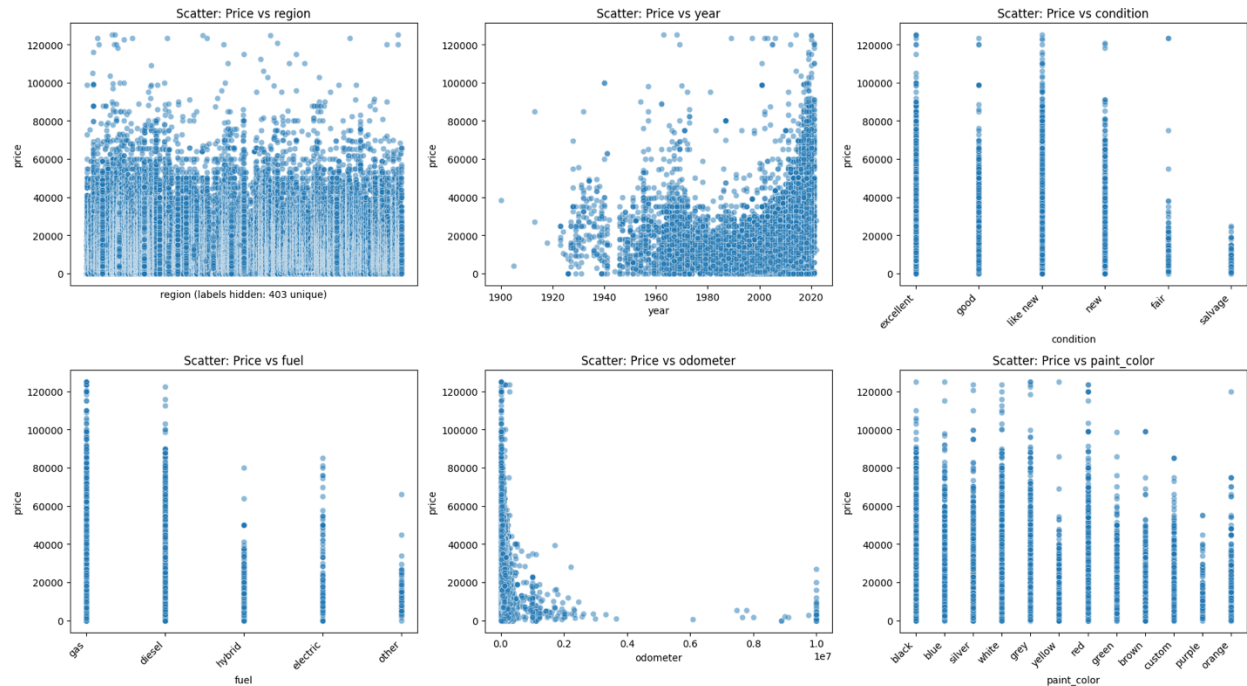 Scatter: Price vs region
120000
100000
80000
60000
40000
20000
0
price
region (labels hidden: 403 unique)
Scatter: Price vs year
120000
100000
80000
60000
40000
20000
0
price
1900 1920 1940 1960 1980 2000 2020
year
Scatter: Price vs condition
120000
100000
80000
60000
40000
20000
0
price
excellent good like new new fair salvage
condition
Scatter: Price vs fuel
120000
100000
80000
60000
40000
20000
0
price
gas diesel hybrid electric other
fuel
Scatter: Price vs odometer
120000
100000
80000
60000
40000
20000
0
price
0.0 0.2 0.4 0.6 0.8 1.0
1e7
odometer
Scatter: Price vs paint_color
120000
100000
80000
60000
40000
20000
0
price
black blue silver white grey yellow red green brown custom purple orange
paint_color